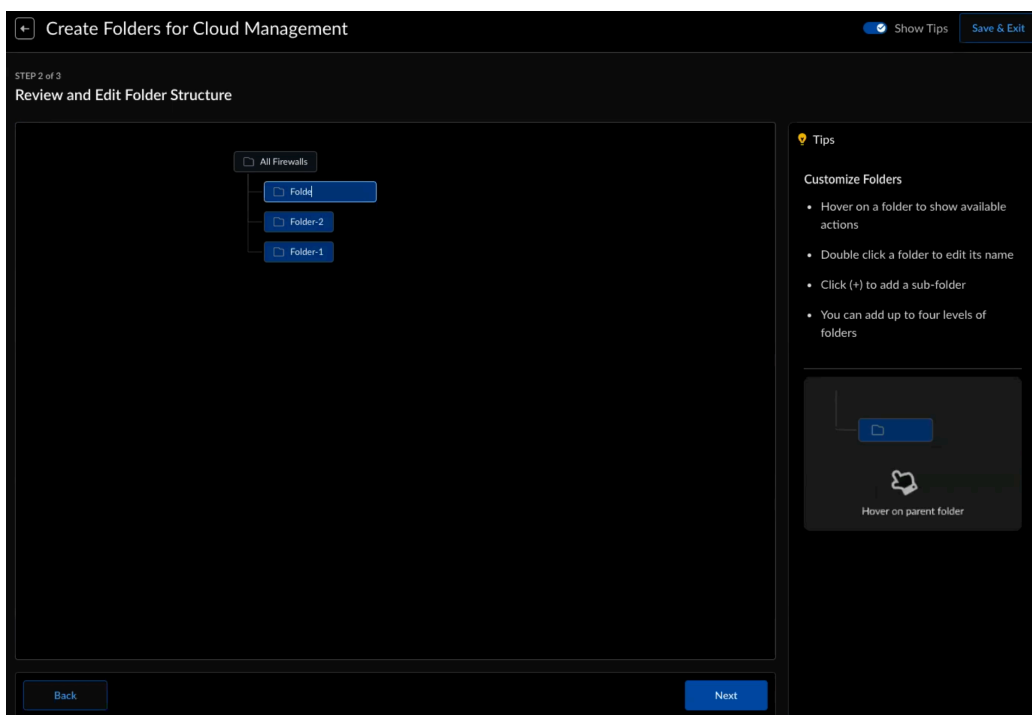 Create Folders for Cloud Management
Show Tips
Save & Exit
STEP 2 of 3
Review and Edit Folder Structure
All Firewalls
Folde
Folder-2
Folder-1
Tips
Customize Folders
• Hover on a folder to show available
actions
• Double click a folder to edit its name
• Click (+) to add a sub-folder
• You can add up to four levels of
folders
Hover on parent folder
Back
Next